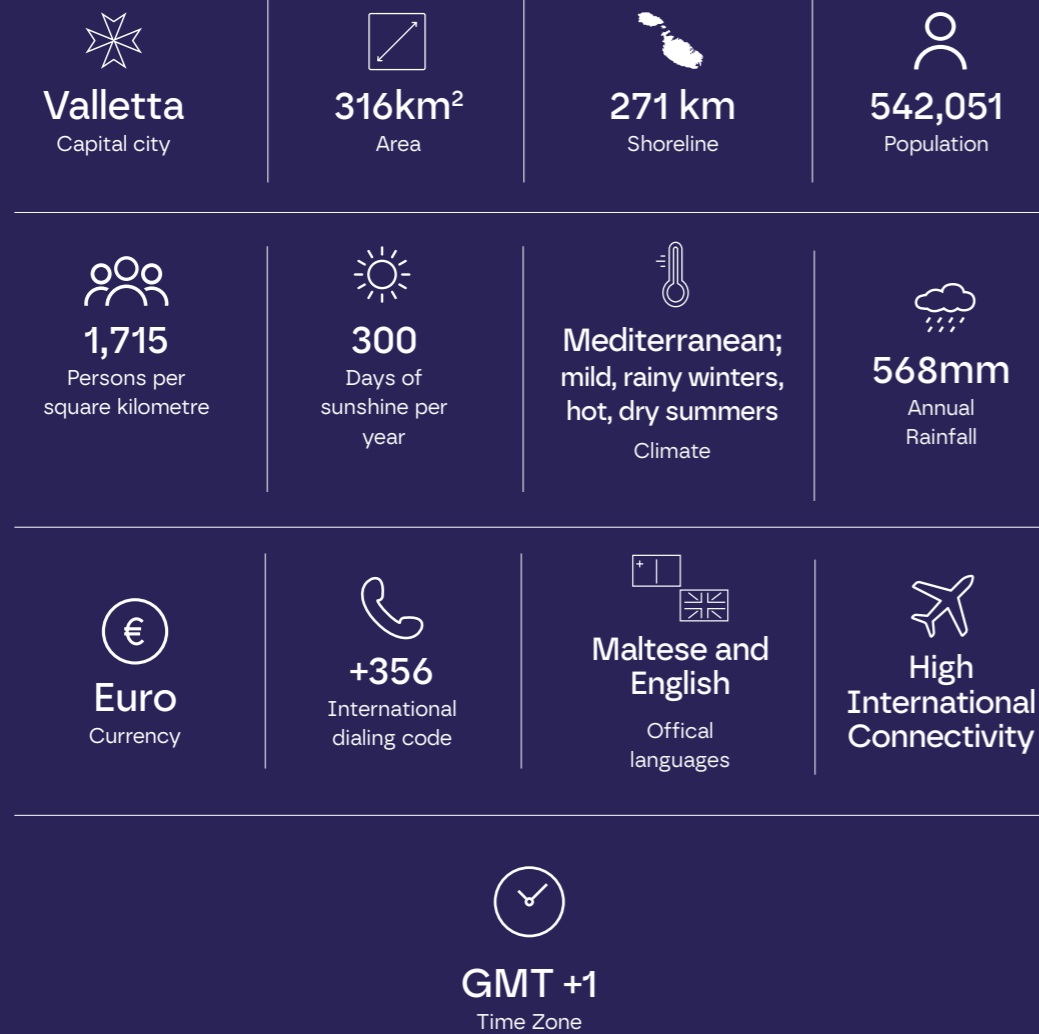 Valletta
Capital city
316km²
Area
271 km
Shoreline
542,051
Population
1,715
Persons per
square kilometre
300
Days of
sunshine per
year
Mediterranean;
mild, rainy winters,
hot, dry summers
Climate
568mm
Annual
Rainfall
€
Euro
Currency
+356
International
dialing code
Maltese and
English
Offical
languages
High
International
Connectivity
GMT +1
Time Zone